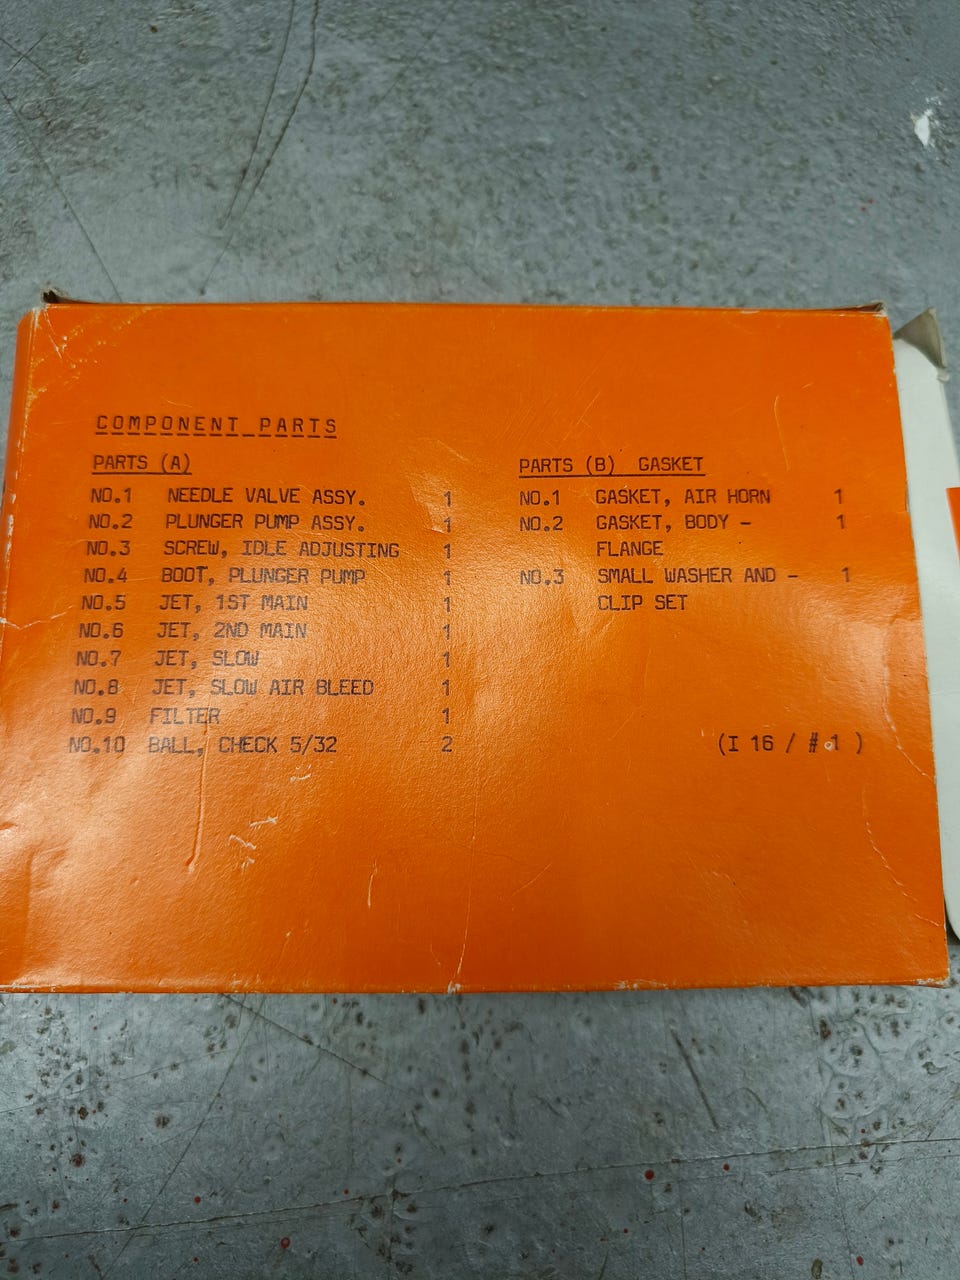 COMPONENT PARTS
PARTS (A)
NO.1 NEEDLE VALVE ASSY. 1
NO.2 PLUNGER PUMP ASSY. 1
NO.3 SCREW, IDLE ADJUSTING 1
NO.4 BOOT, PLUNGER PUMP 1
NO.5 JET, 1ST MAIN 1
NO.6 JET, 2ND MAIN 1
NO.7 JET, SLOW 1
NO.8 JET, SLOW AIR BLEED 1
NO.9 FILTER 1
NO.10 BALL, CHECK 5/32 2
PARTS (B) GASKET
NO.1 GASKET, AIR HORN 1
NO.2 GASKET, BODY - 1
FLANGE
NO.3 SMALL WASHER AND - 1
CLIP SET
(I 16 / #.1 )